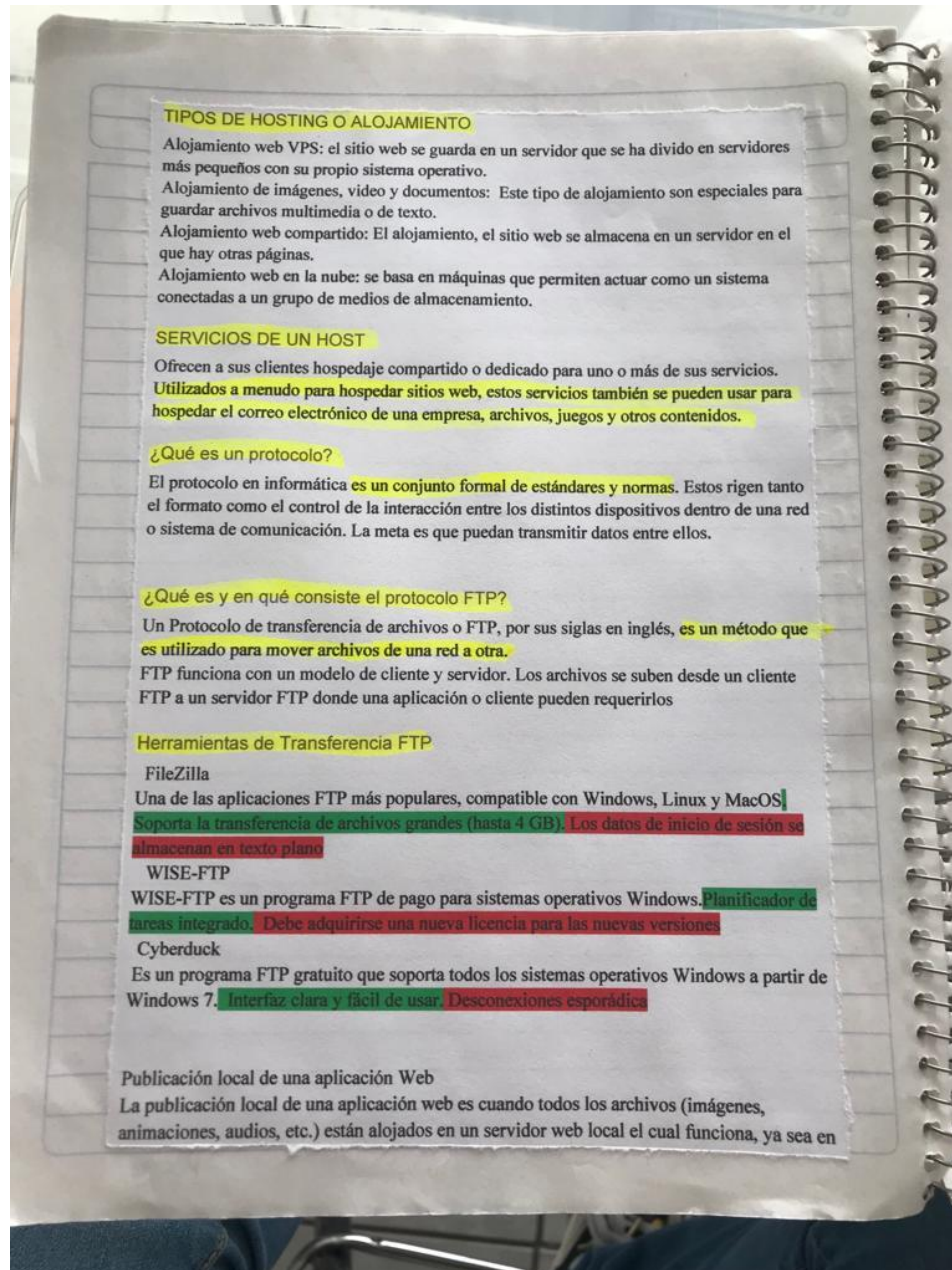 TIPOS DE HOSTING O ALOJAMIENTO
Alojamiento web VPS: el sitio web se guarda en un servidor que se ha divido en servidores
más pequeños con su propio sistema operativo.
Alojamiento de imágenes, video y documentos: Este tipo de alojamiento son especiales para
guardar archivos multimedia o de texto.
Alojamiento web compartido: El alojamiento, el sitio web se almacena en un servidor en el
que hay otras páginas.
Alojamiento web en la nube: se basa en máquinas que permiten actuar como un sistema
conectadas a un grupo de medios de almacenamiento.
SERVICIOS DE UN HOST
Ofrecen a sus clientes hospedaje compartido o dedicado para uno o más de sus servicios.
Utilizados a menudo para hospedar sitios web, estos servicios también se pueden usar para
hospedar el correo electrónico de una empresa, archivos, juegos y otros contenidos.
¿Qué es un protocolo?
El protocolo en informática es un conjunto formal de estándares y normas. Estos rigen tanto
el formato como el control de la interacción entre los distintos dispositivos dentro de una red
o sistema de comunicación. La meta es que puedan transmitir datos entre ellos.
¿Qué es y en qué consiste el protocolo FTP?
Un Protocolo de transferencia de archivos o FTP, por sus siglas en inglés, es un método que
es utilizado para mover archivos de una red a otra.
FTP funciona con un modelo de cliente y servidor. Los archivos se suben desde un cliente
FTP a un servidor FTP donde una aplicación o cliente pueden requerirlos
Herramientas de Transferencia FTP
FileZilla
Una de las aplicaciones FTP más populares, compatible con Windows, Linux y MacOS.
Soporta la transferencia de archivos grandes (hasta 4 GB). Los datos de inicio de sesión se
almacenan en texto plano
WISE-FTP
WISE-FTP es un programa FTP de pago para sistemas operativos Windows.Planificador de
tareas integrado. Debe adquirirse una nueva licencia para las nuevas versiones
Cyberduck
Es un programa FTP gratuito que soporta todos los sistemas operativos Windows a partir de
Windows 7. Interfaz clara y fácil de usar. Desconexiones esporádica
Publicación local de una aplicación Web
La publicación local de una aplicación web es cuando todos los archivos (imágenes,
animaciones, audios, etc.) están alojados en un servidor web local el cual funciona, ya sea en